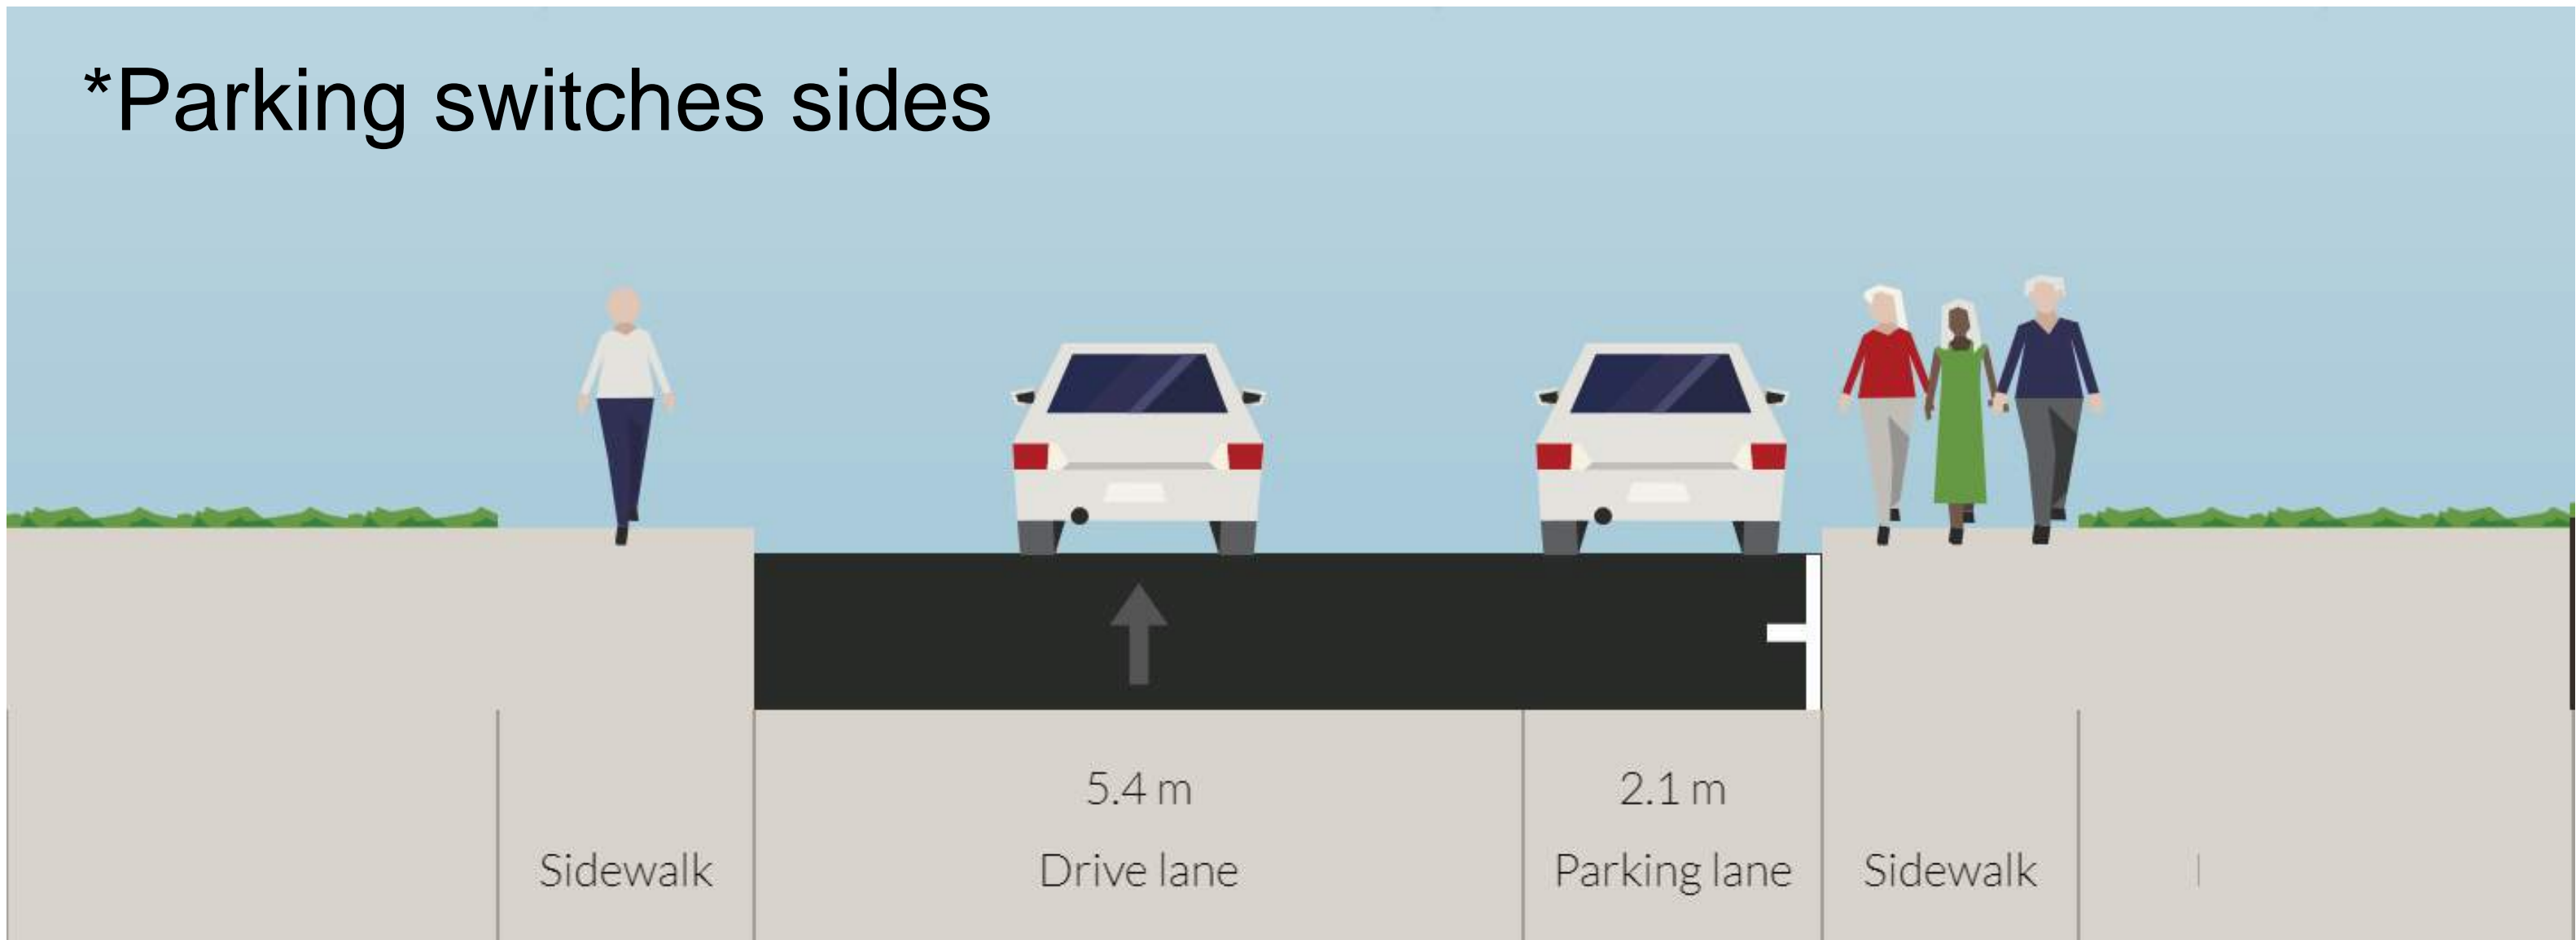 *Parking switches sides
5.4 m
2.1 m
Sidewalk
Drive lane
Parking lane
Sidewalk